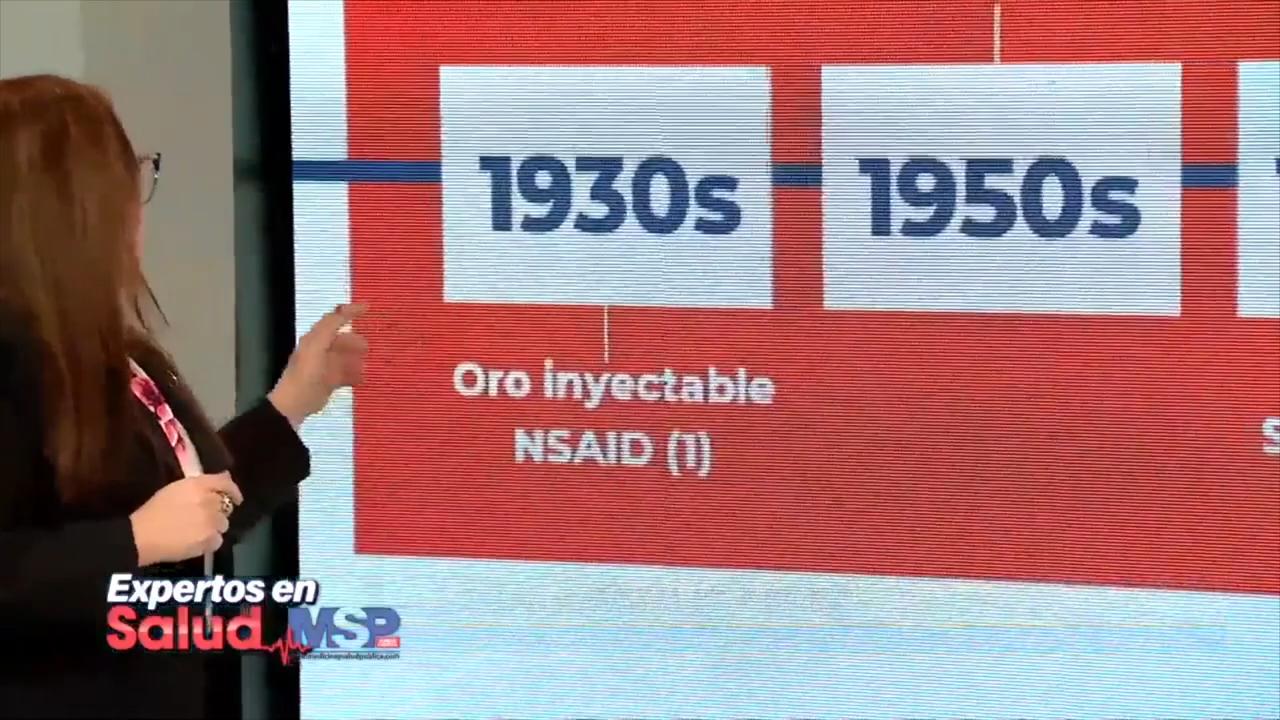 1930s
1950s
Oro inyectable
NSAID (1)
Expertos en
Salud MSP